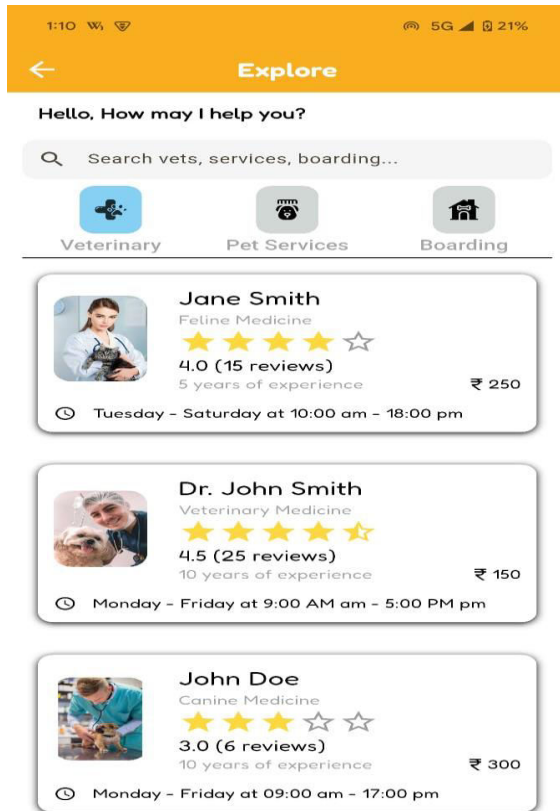 1:10 5G 21%
Explore
Hello, How may I help you?
Search vets, services, boarding...
Veterinary Pet Services Boarding
Jane Smith
Feline Medicine
4.0 (15 reviews)
5 years of experience ₹ 250
Tuesday - Saturday at 10:00 am - 18:00 pm
Dr. John Smith
Veterinary Medicine
4.5 (25 reviews)
10 years of experience ₹ 150
Monday - Friday at 9:00 AM am - 5:00 PM pm
John Doe
Canine Medicine
3.0 (6 reviews)
10 years of experience ₹ 300
Monday - Friday at 09:00 am - 17:00 pm